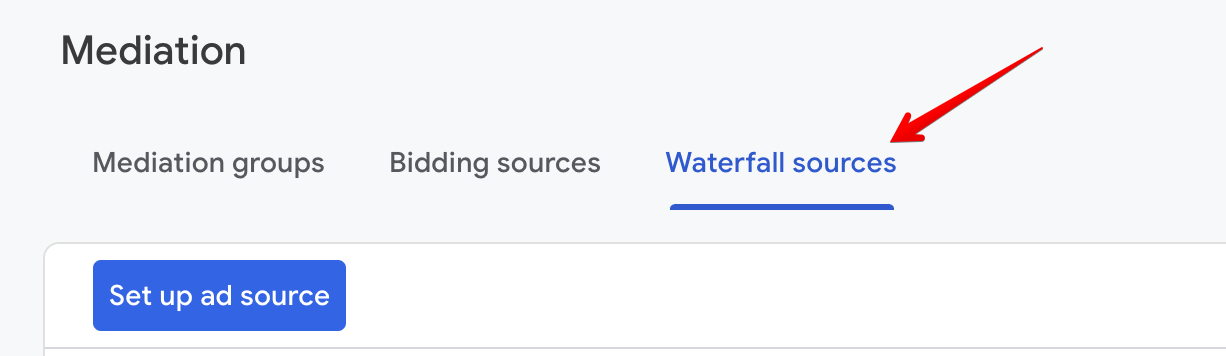 Mediation
Mediation groups Bidding sources Waterfall sources
Set up ad source